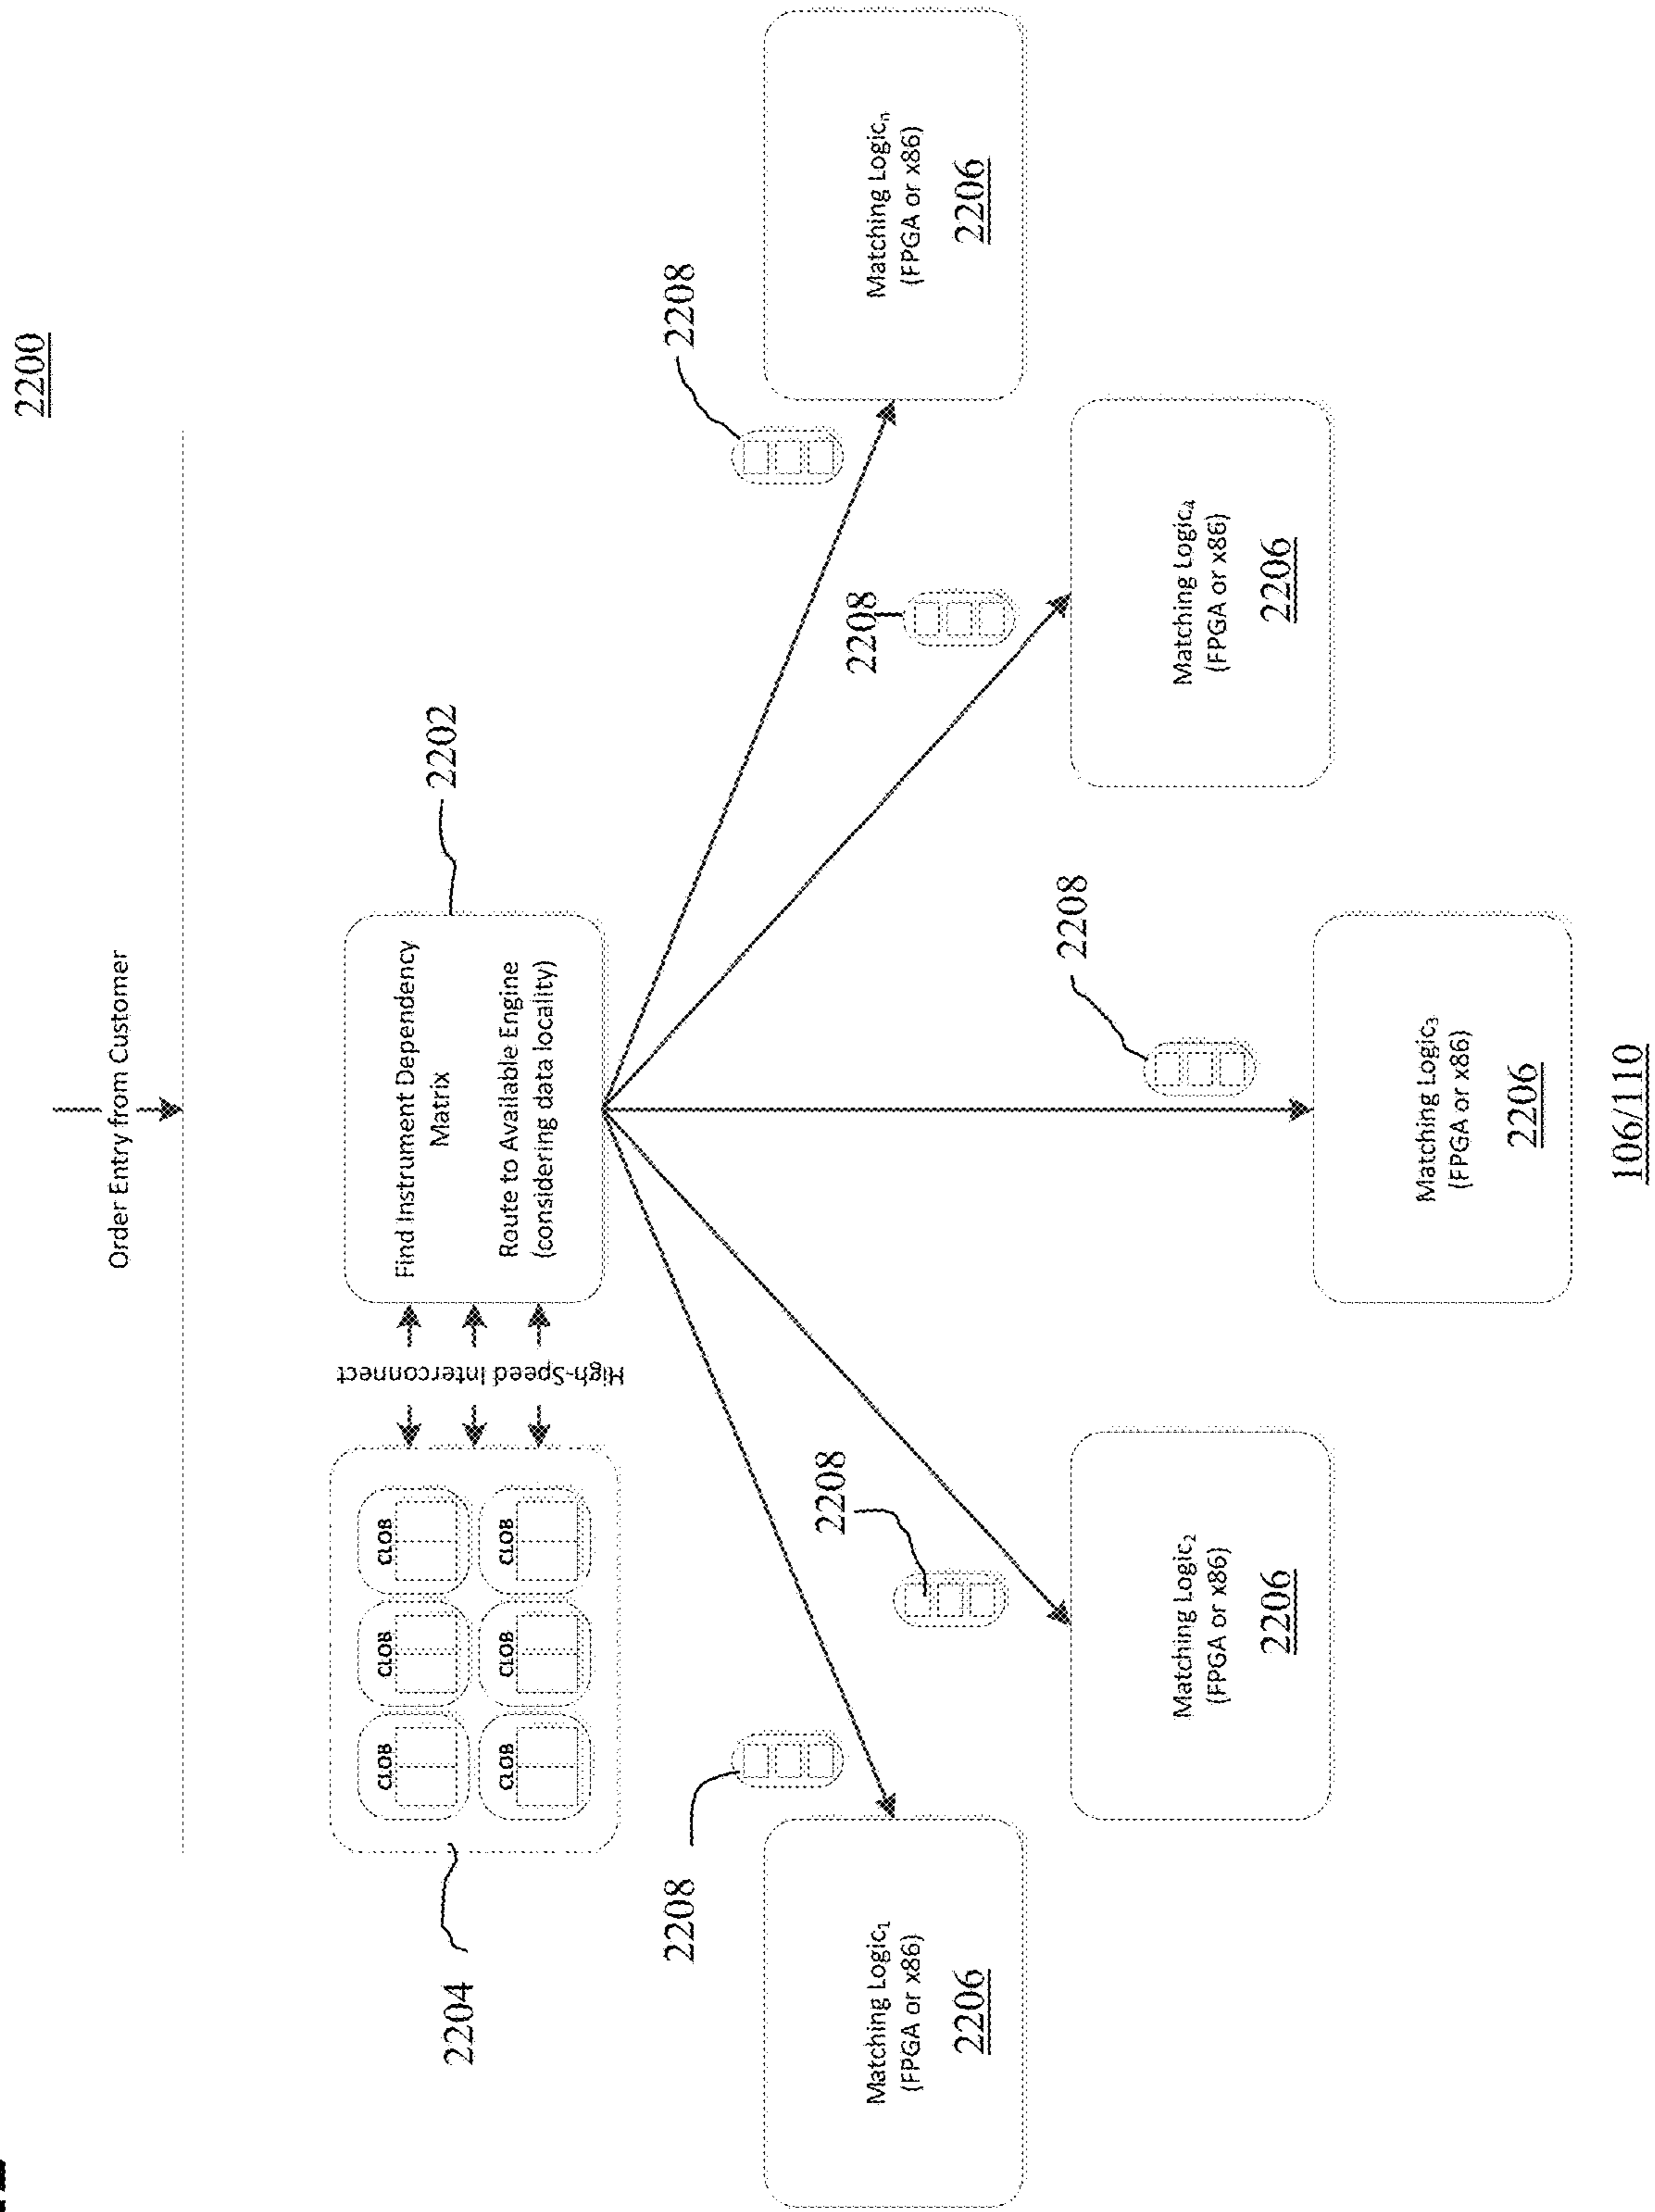 2200
Order Entry from Customer
2204
CLOB
CLOB
CLOB
CLOB
CLOB
CLOB
High-Speed Interconnect
Find Instrument Dependency
Matrix
Route to Available Engine
(considering data locality)
2202
2208
2208
2208
2208
2208
Matching Logic₁
(FPGA or x86)
2206
Matching Logic₂
(FPGA or x86)
2206
Matching Logic₃
(FPGA or x86)
2206
Matching Logic₄
(FPGA or x86)
2206
Matching Logicₙ
(FPGA or x86)
2206
106/110